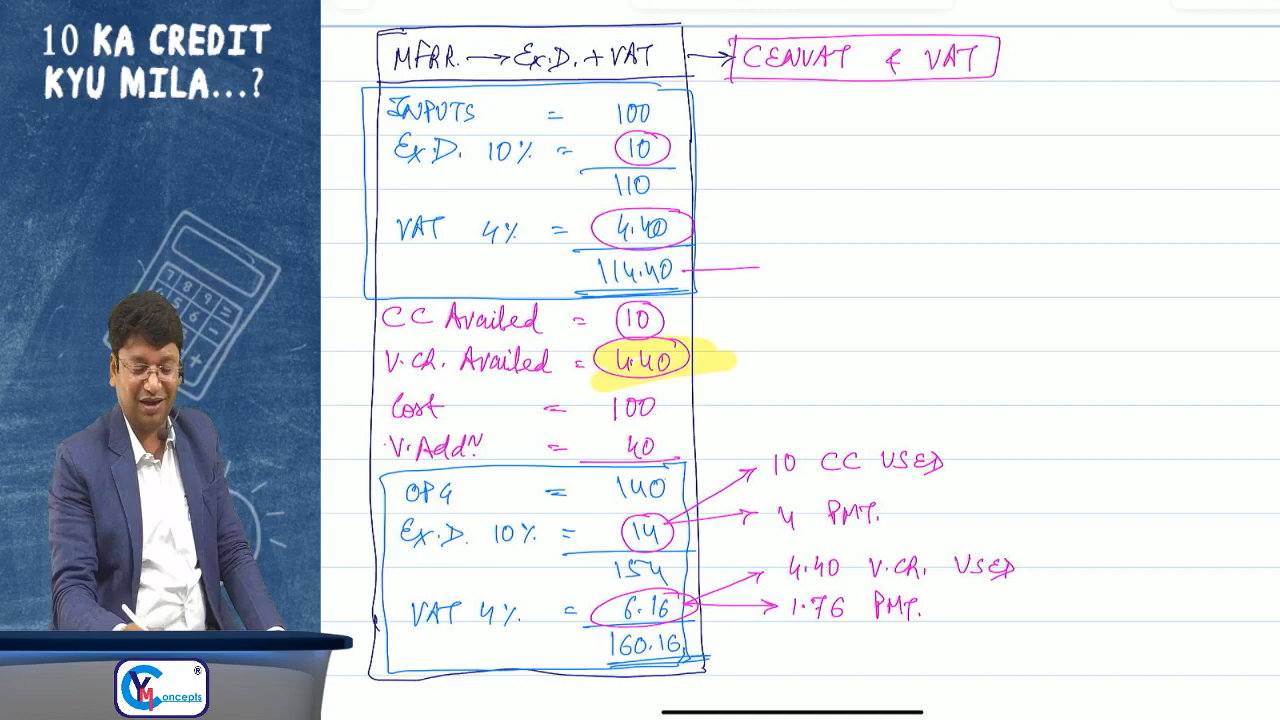 10 KA CREDIT
KYU MILA...?
MFRR. → Ex.D. + VAT → CENVAT & VAT
INPUTS = 100
Ex.D. 10% = 10
110
VAT 4% = 4.40
114.40
CC Availed = 10
V.CR. Availed = 4.40
Cost = 100
V.Addn = 40
OPG = 140
Ex.D. 10% = 14
10 CC USED
4 PMT.
154
VAT 4% = 6.16
4.40 V.CR. USED
1.76 PMT.
160.16
CYM Concepts ®